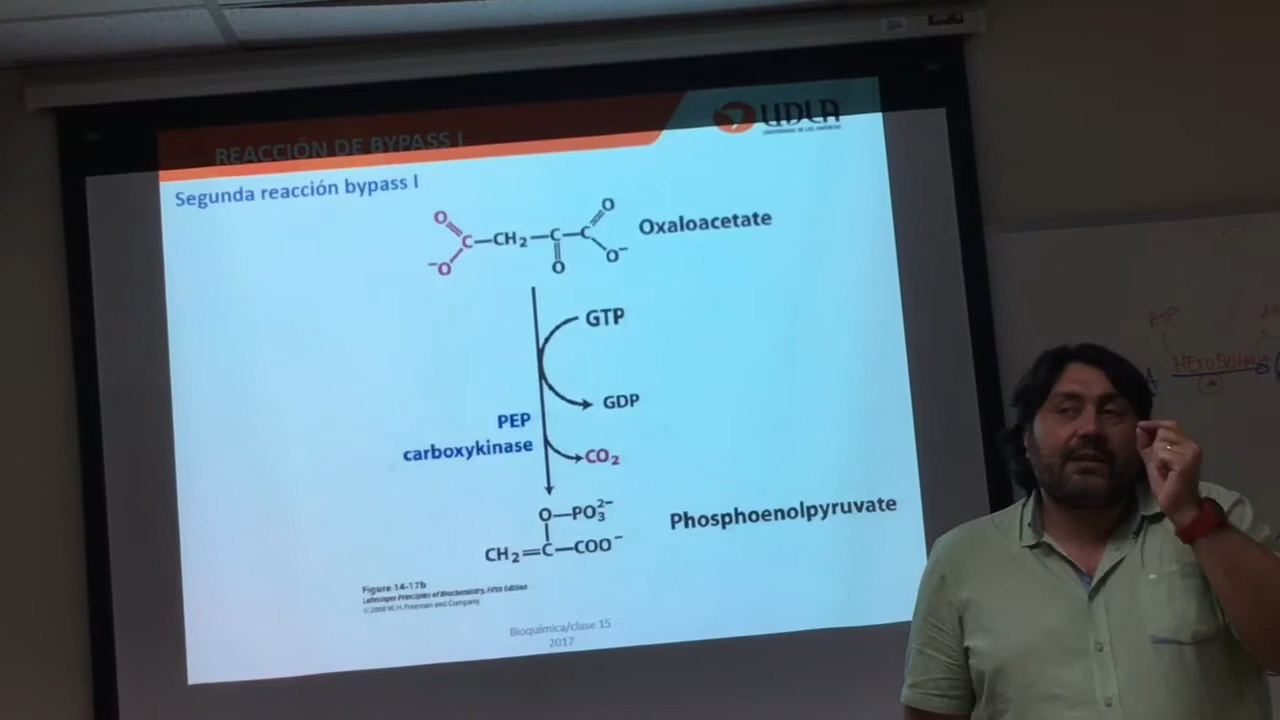 REACCIÓN DE BYPASS I
UDLA
UNIVERSIDAD DE LAS AMÉRICAS
Segunda reacción bypass I
O
O
C—CH₂—C—C
Oxaloacetate
⁻O
O
O⁻
GTP
GDP
PEP
carboxykinase
CO₂
O—PO₃²⁻
Phosphoenolpyruvate
CH₂=C—COO⁻
Figure 14-17b
Lehninger Principles of Biochemistry, Fifth Edition
© 2008 W.H. Freeman and Company
Bioquímica/clase 15
2017